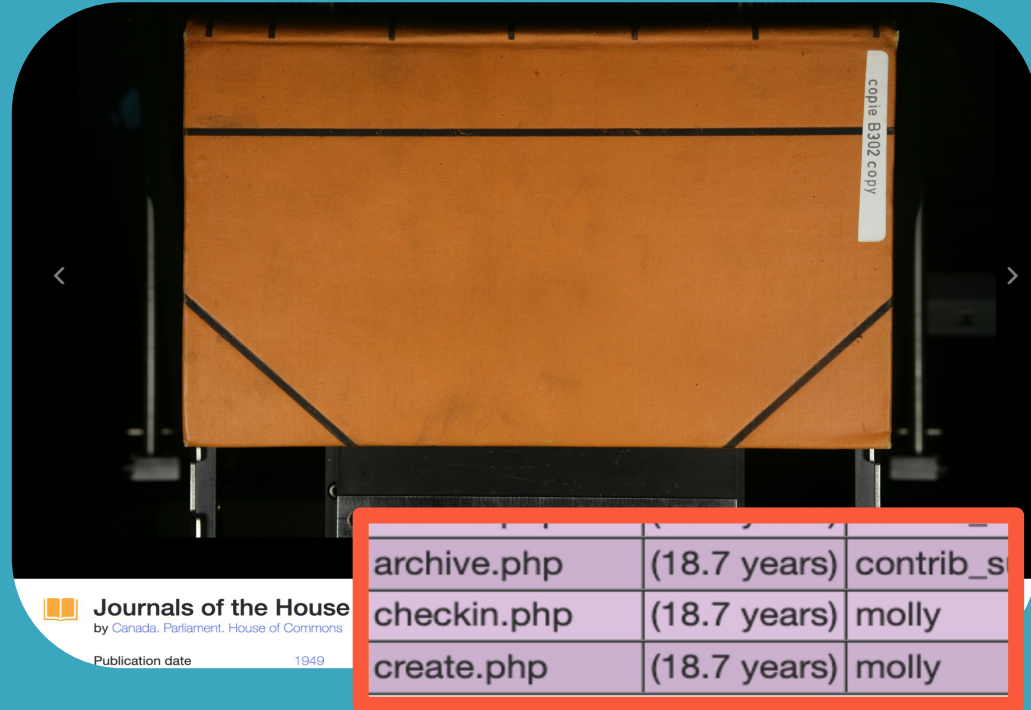 copie B302 copy
Journals of the House
by Canada. Parliament. House of Commons
Publication date 1949
archive.php (18.7 years)
checkin.php (18.7 years) molly
create.php (18.7 years) molly